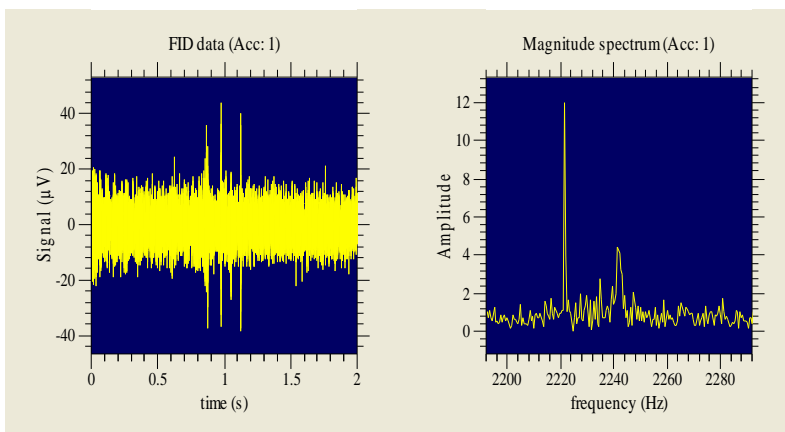 FID data (Acc: 1)
Signal (µV)
40
20
0
-20
-40
0 0.5 1 1.5 2
time (s)
Magnitude spectrum (Acc: 1)
Amplitude
12
10
8
6
4
2
0
2200 2220 2240 2260 2280
frequency (Hz)